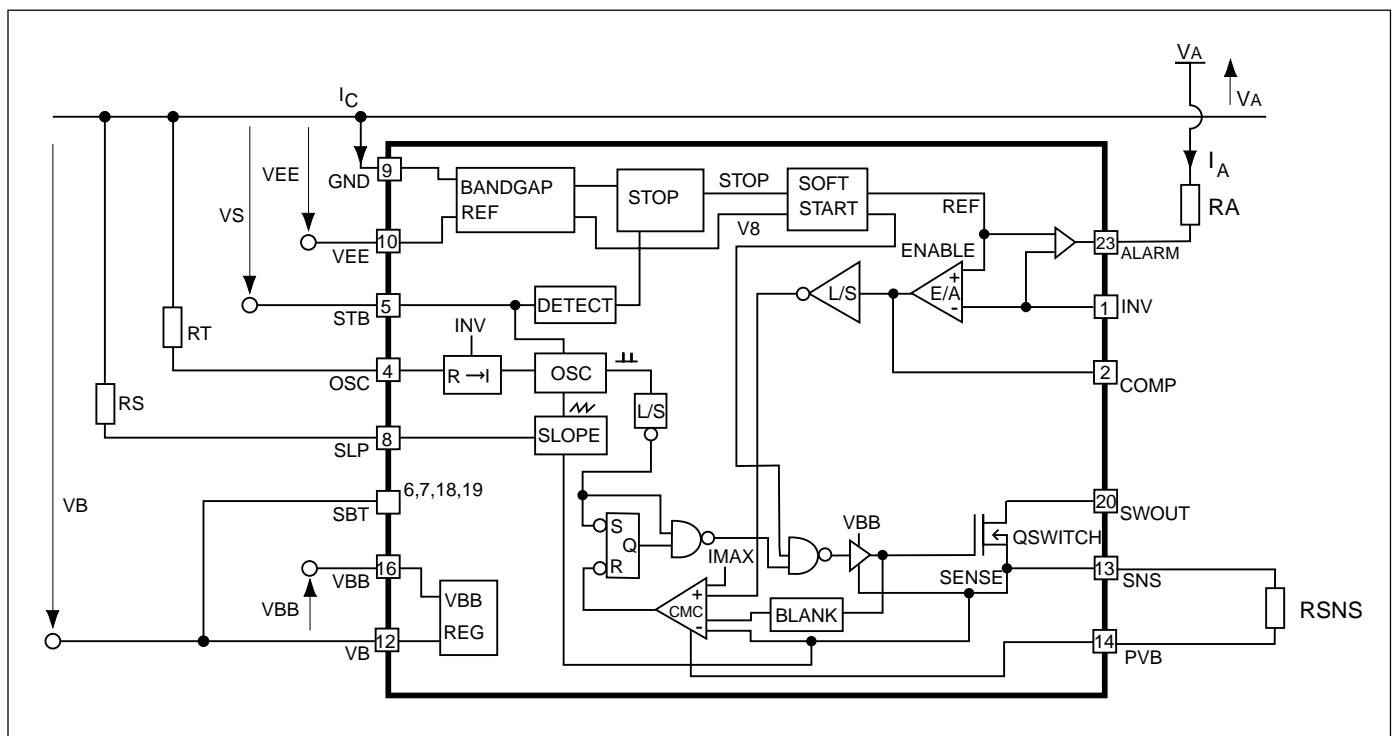 VA
VA
IC
IA
RA
VEE
VS
GND
9
BANDGAP
REF
STOP
STOP
V8
SOFT
START
REF
ENABLE
VEE
10
23
ALARM
STB
5
DETECT
L/S
E/A
+
-
1
INV
RT
INV
OSC
4
R → I
OSC
2
COMP
RS
L/S
SLP
8
SLOPE
VB
6,7,18,19
SBT
S
Q
R
VBB
20
SWOUT
QSWITCH
IMAX
SENSE
13
SNS
16
VBB
VBB
VBB
REG
+
CMC
-
BLANK
RSNS
12
VB
14
PVB